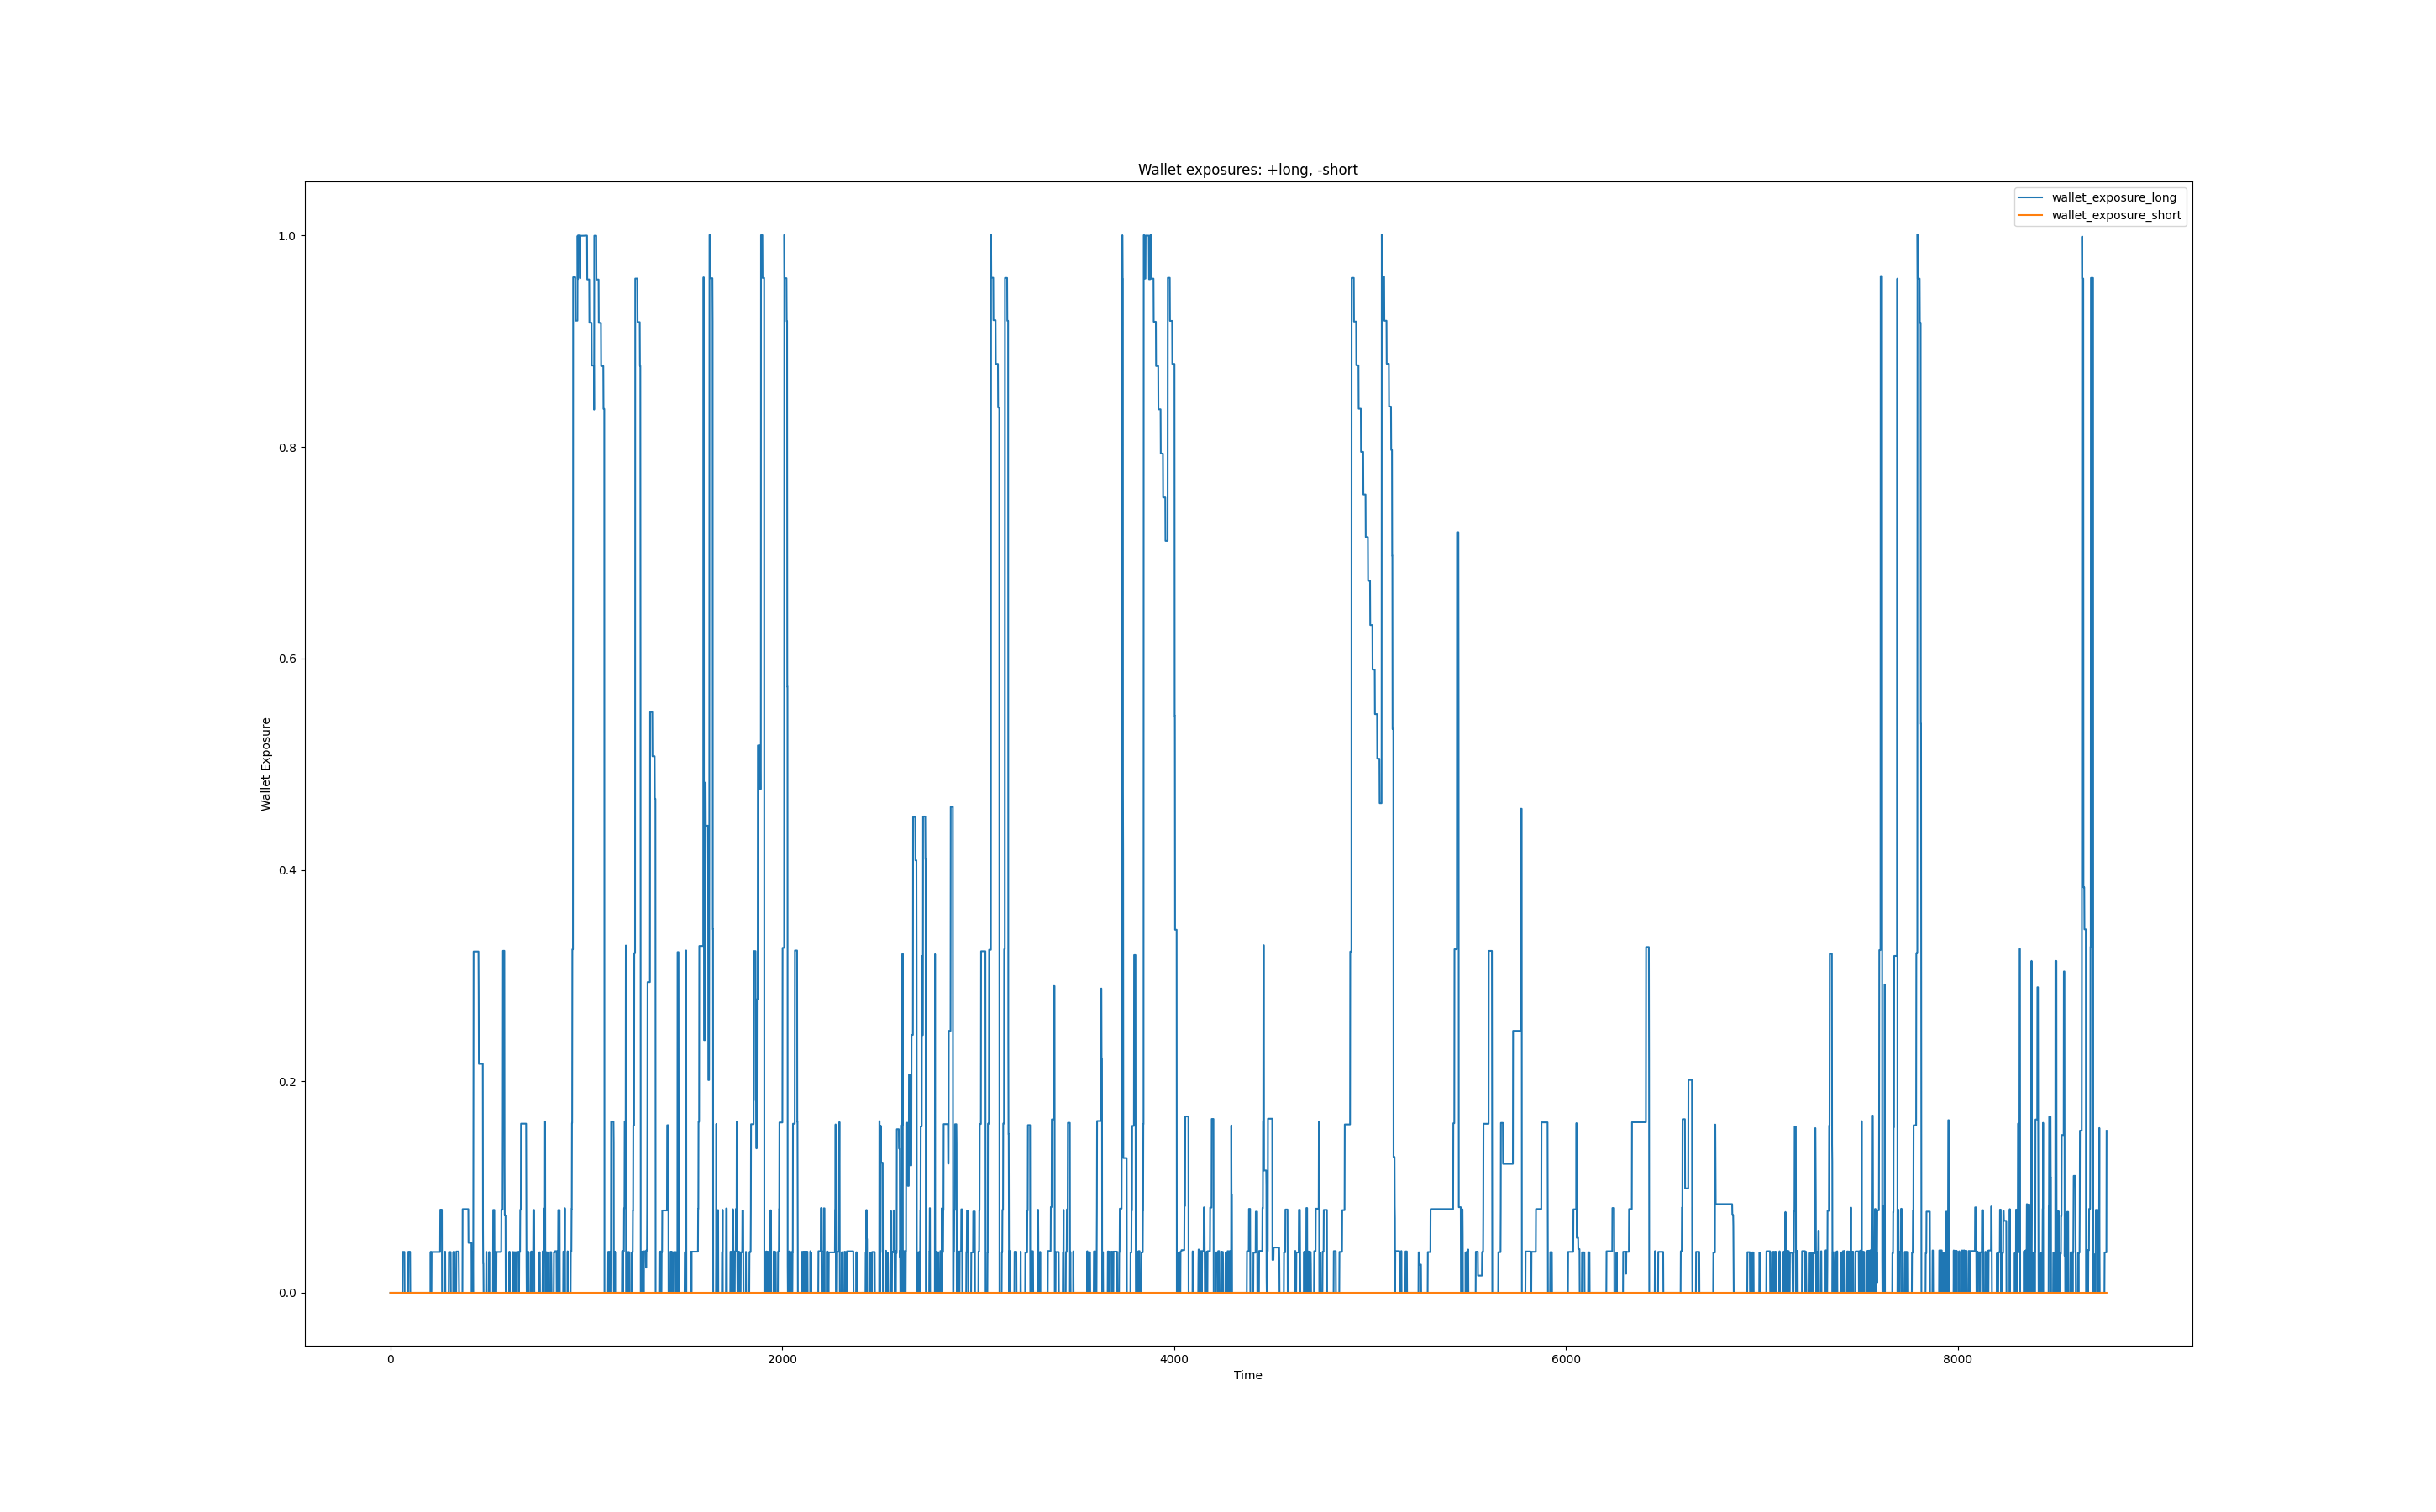 Wallet exposures: +long, -short
wallet_exposure_long
wallet_exposure_short
1.0
0.8
0.6
0.4
0.2
0.0
Wallet Exposure
0 2000 4000 6000 8000
Time